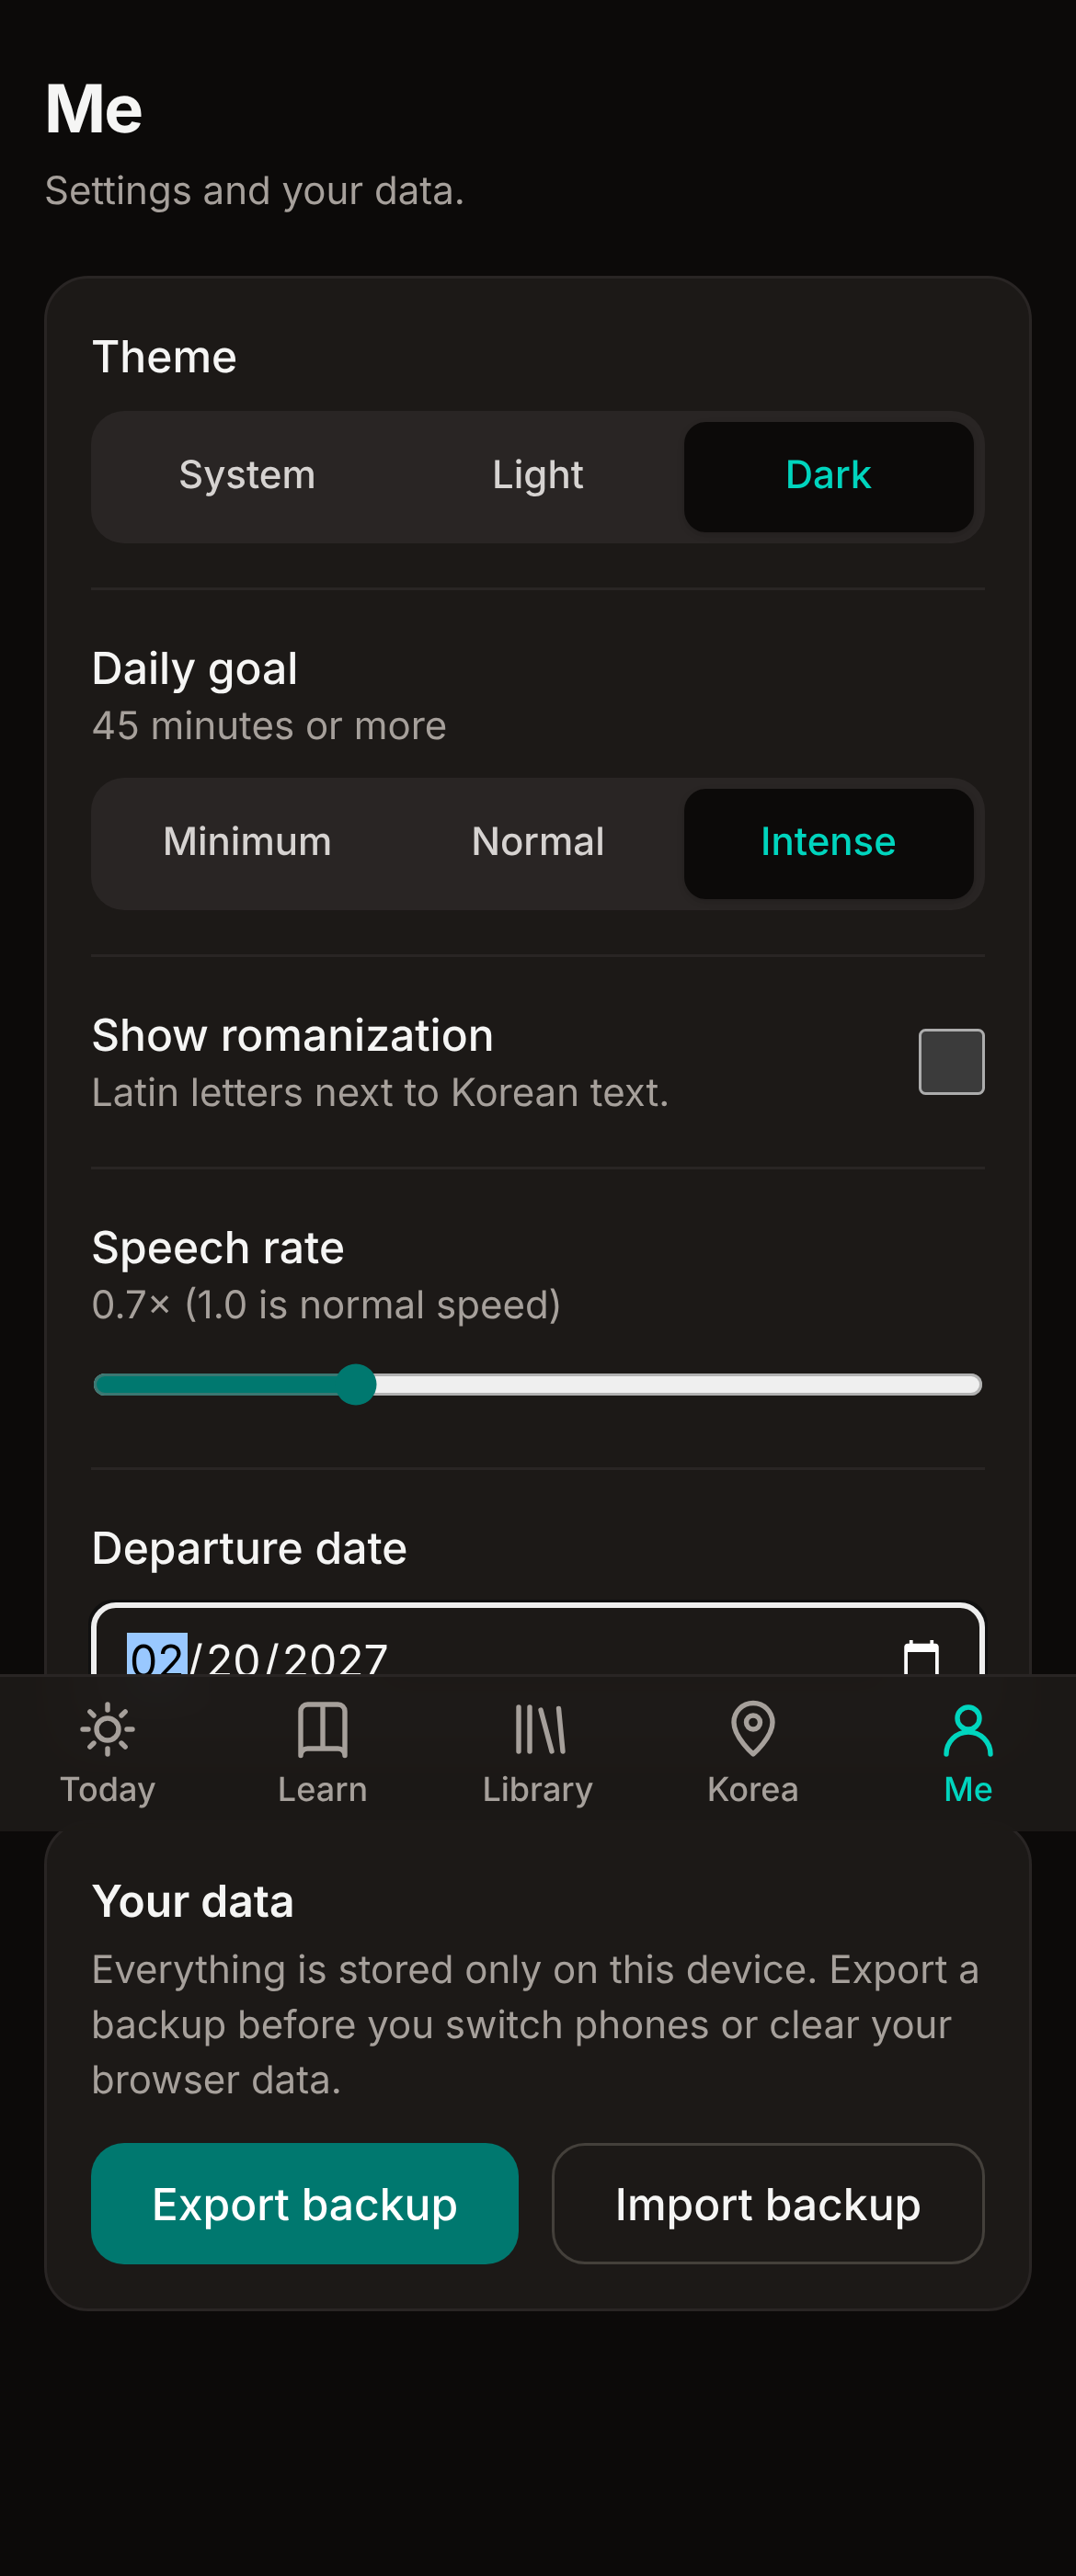 Me
Settings and your data.
Theme
System Light Dark
Daily goal
45 minutes or more
Minimum Normal Intense
Show romanization
Latin letters next to Korean text.
Speech rate
0.7× (1.0 is normal speed)
Departure date
02/20/2027
Today Learn Library Korea Me
Your data
Everything is stored only on this device. Export a
backup before you switch phones or clear your
browser data.
Export backup Import backup